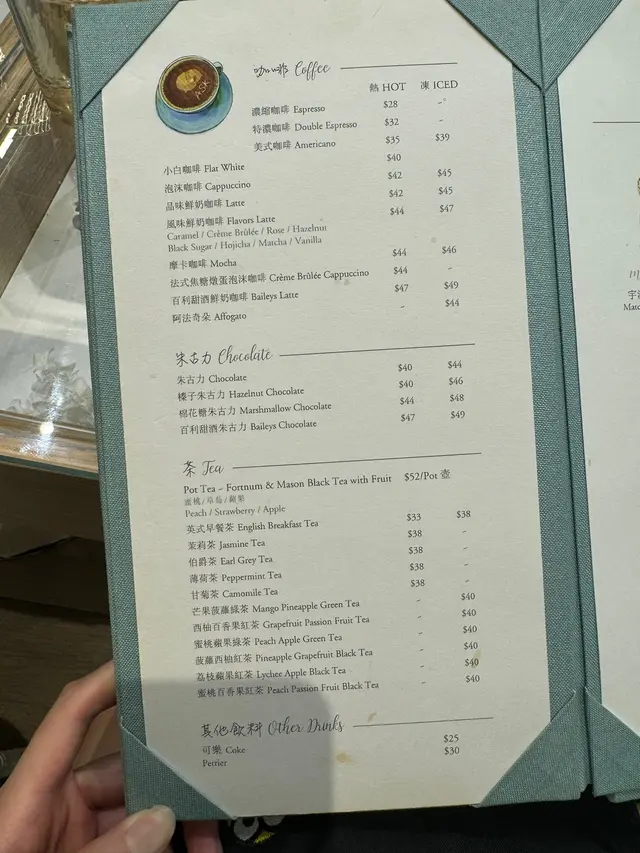 咖啡 Coffee
熱 HOT 凍 ICED
濃縮咖啡 Espresso $28 -
特濃咖啡 Double Espresso $32 -
美式咖啡 Americano $35 $39
小白咖啡 Flat White $40
泡沫咖啡 Cappuccino $42 $45
品味鮮奶咖啡 Latte $42 $45
風味鮮奶咖啡 Flavors Latte $44 $47
Caramel / Crème Brûlée / Rose / Hazelnut
Black Sugar / Hojicha / Matcha / Vanilla
摩卡咖啡 Mocha $44 $46
法式焦糖燉蛋泡沫咖啡 Crème Brûlée Cappuccino $44 -
百利甜酒鮮奶咖啡 Baileys Latte $47 $49
阿法奇朵 Affogato - $44
朱古力 Chocolate
朱古力 Chocolate $40 $44
榛子朱古力 Hazelnut Chocolate $40 $46
棉花糖朱古力 Marshmallow Chocolate $44 $48
百利甜酒朱古力 Baileys Chocolate $47 $49
茶 Tea
Pot Tea – Fortnum & Mason Black Tea with Fruit $52/Pot 壺
蜜桃 / 草莓 / 蘋果
Peach / Strawberry / Apple
英式早餐茶 English Breakfast Tea $33 $38
茉莉茶 Jasmine Tea $38 -
伯爵茶 Earl Grey Tea $38 -
薄荷茶 Peppermint Tea $38 -
甘菊茶 Camomile Tea $38 -
芒果菠蘿綠茶 Mango Pineapple Green Tea - $40
西柚百香果茶 Grapefruit Passion Fruit Tea - $40
蜜桃蘋果綠茶 Peach Apple Green Tea - $40
菠蘿西柚紅茶 Pineapple Grapefruit Black Tea - $40
荔枝蘋果紅茶 Lychee Apple Black Tea - $40
蜜桃百香果紅茶 Peach Passion Fruit Black Tea - $40
其他飲料 Other Drinks
可樂 Coke $25
Perrier $30